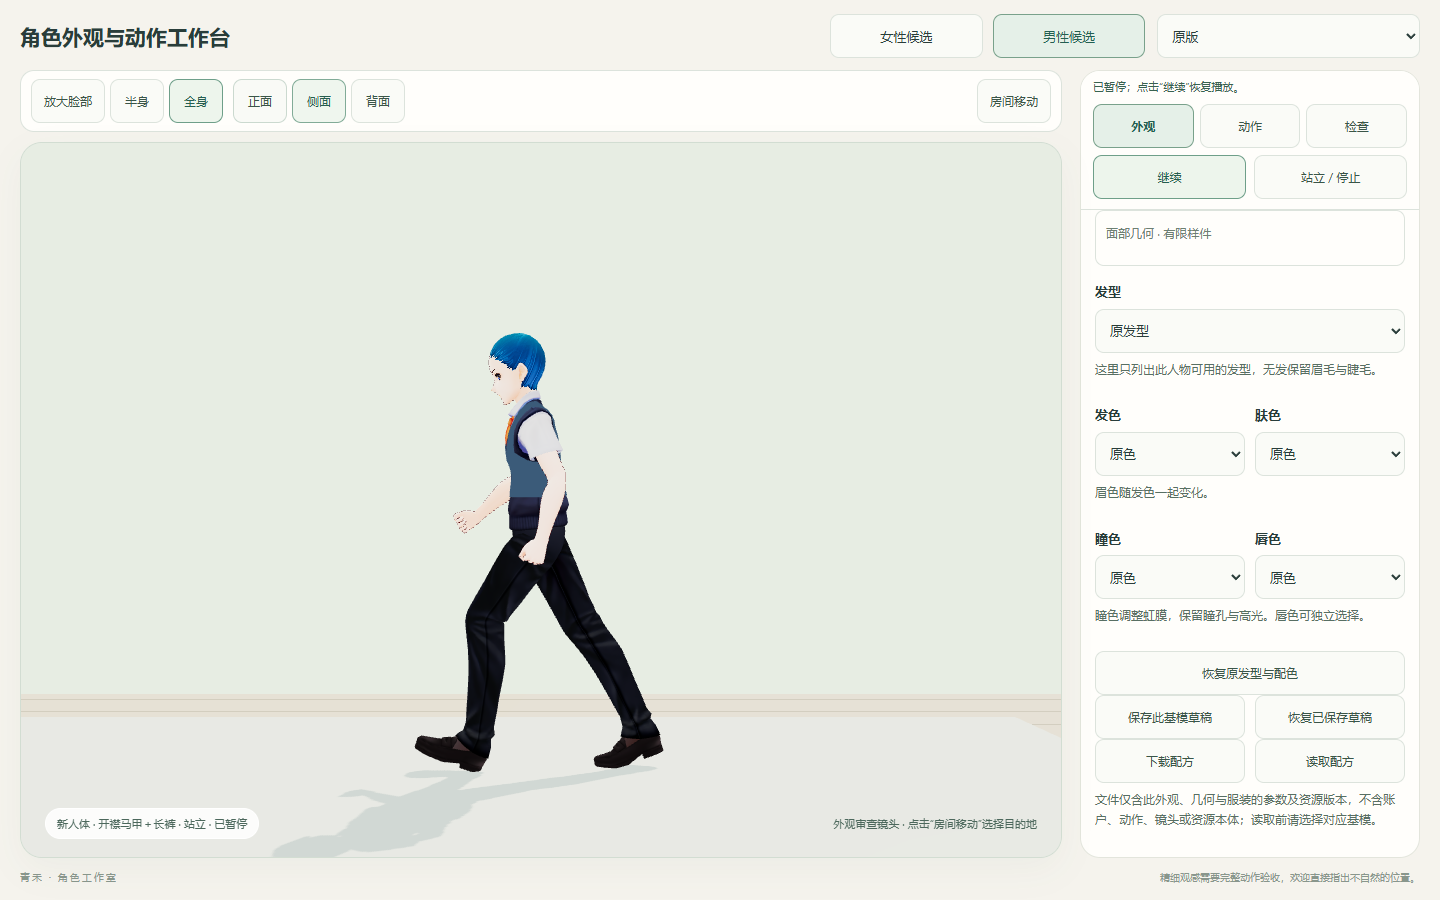 角色外观与动作工作台
女性候选
男性候选
原版
放大脸部
半身
全身
正面
侧面
背面
房间移动
已暂停；点击“继续”恢复播放。
外观
动作
检查
继续
站立 / 停止
面部几何 · 有限样件
发型
原发型
这里只列出此人物可用的发型，无发保留眉毛与睫毛。
发色
肤色
原色
原色
眉色随发色一起变化。
瞳色
唇色
原色
原色
瞳色调整虹膜，保留瞳孔与高光。唇色可独立选择。
恢复原发型与配色
保存此基模草稿
恢复已保存草稿
下载配方
读取配方
文件仅含此外观、几何与服装的参数及资源版本，不含账
户、动作、镜头或资源本体；读取前请选择对应基模。
新人体 · 开襟马甲 + 长裤 · 站立 · 已暂停
外观审查镜头 · 点击“房间移动”选择目的地
青禾 · 角色工作室
精细观感需要完整动作验收，欢迎直接指出不自然的位置。